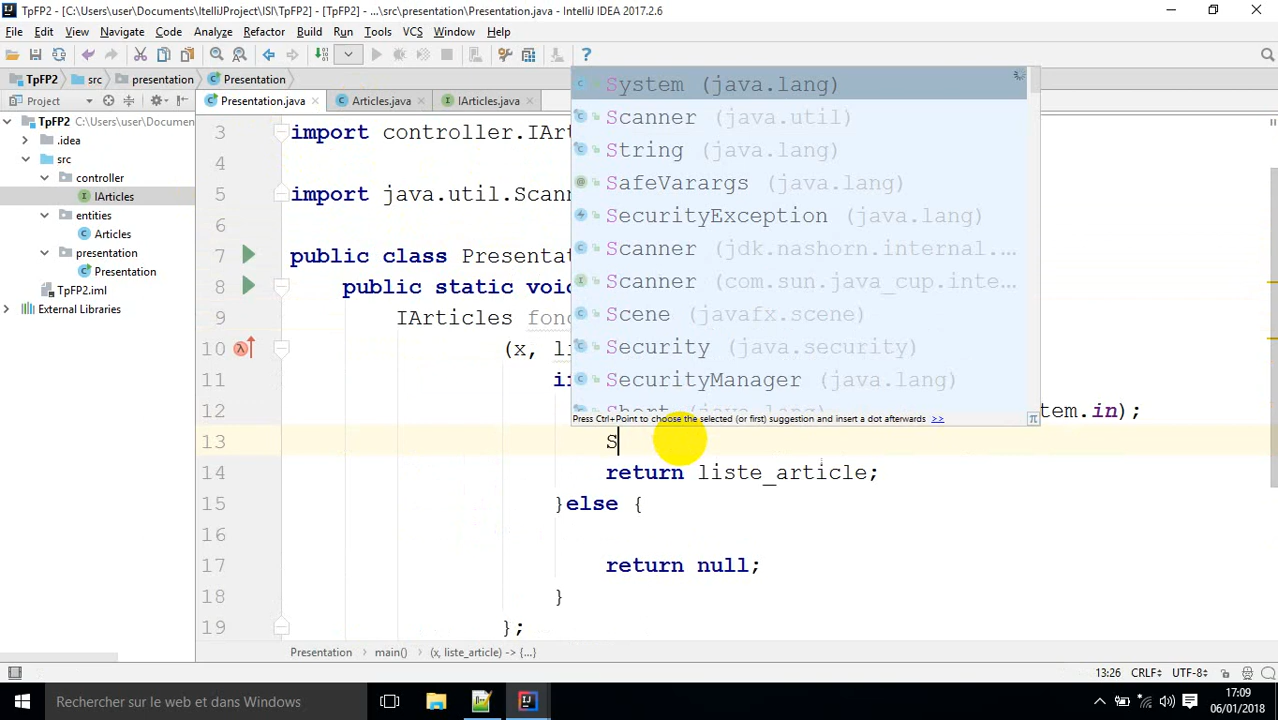 TpFP2 - [C:\Users\user\Documents\ItelliJProject\ISI\TpFP2] - [TpFP2] - ...\src\presentation\Presentation.java - IntelliJ IDEA 2017.2.6
File Edit View Navigate Code Analyze Refactor Build Run Tools VCS Window Help
TpFP2 src presentation Presentation
Project Presentation.java Articles.java IArticles.java
TpFP2 C:\Users\user\Documen
.idea
src
controller
IArticles
entities
Articles
presentation
Presentation
TpFP2.iml
External Libraries
3 import controller.IArt
4
5 import java.util.Scann
6
7 public class Presentat
8 public static void
9 IArticles fonc
10 (x, li
11 if
12 tem.in);
13 S
14 return liste_article;
15 }else {
16
17 return null;
18 }
19 };
System (java.lang)
Scanner (java.util)
String (java.lang)
SafeVarargs (java.lang)
SecurityException (java.lang)
Scanner (jdk.nashorn.internal....
Scanner (com.sun.java_cup.inte...
Scene (javafx.scene)
Security (java.security)
SecurityManager (java.lang)
Short (java.lang)
Press Ctrl+Point to choose the selected (or first) suggestion and insert a dot afterwards >>
Presentation main() (x, liste_article) -> {...}
13:26 CRLF UTF-8
Rechercher sur le web et dans Windows
17:09
06/01/2018